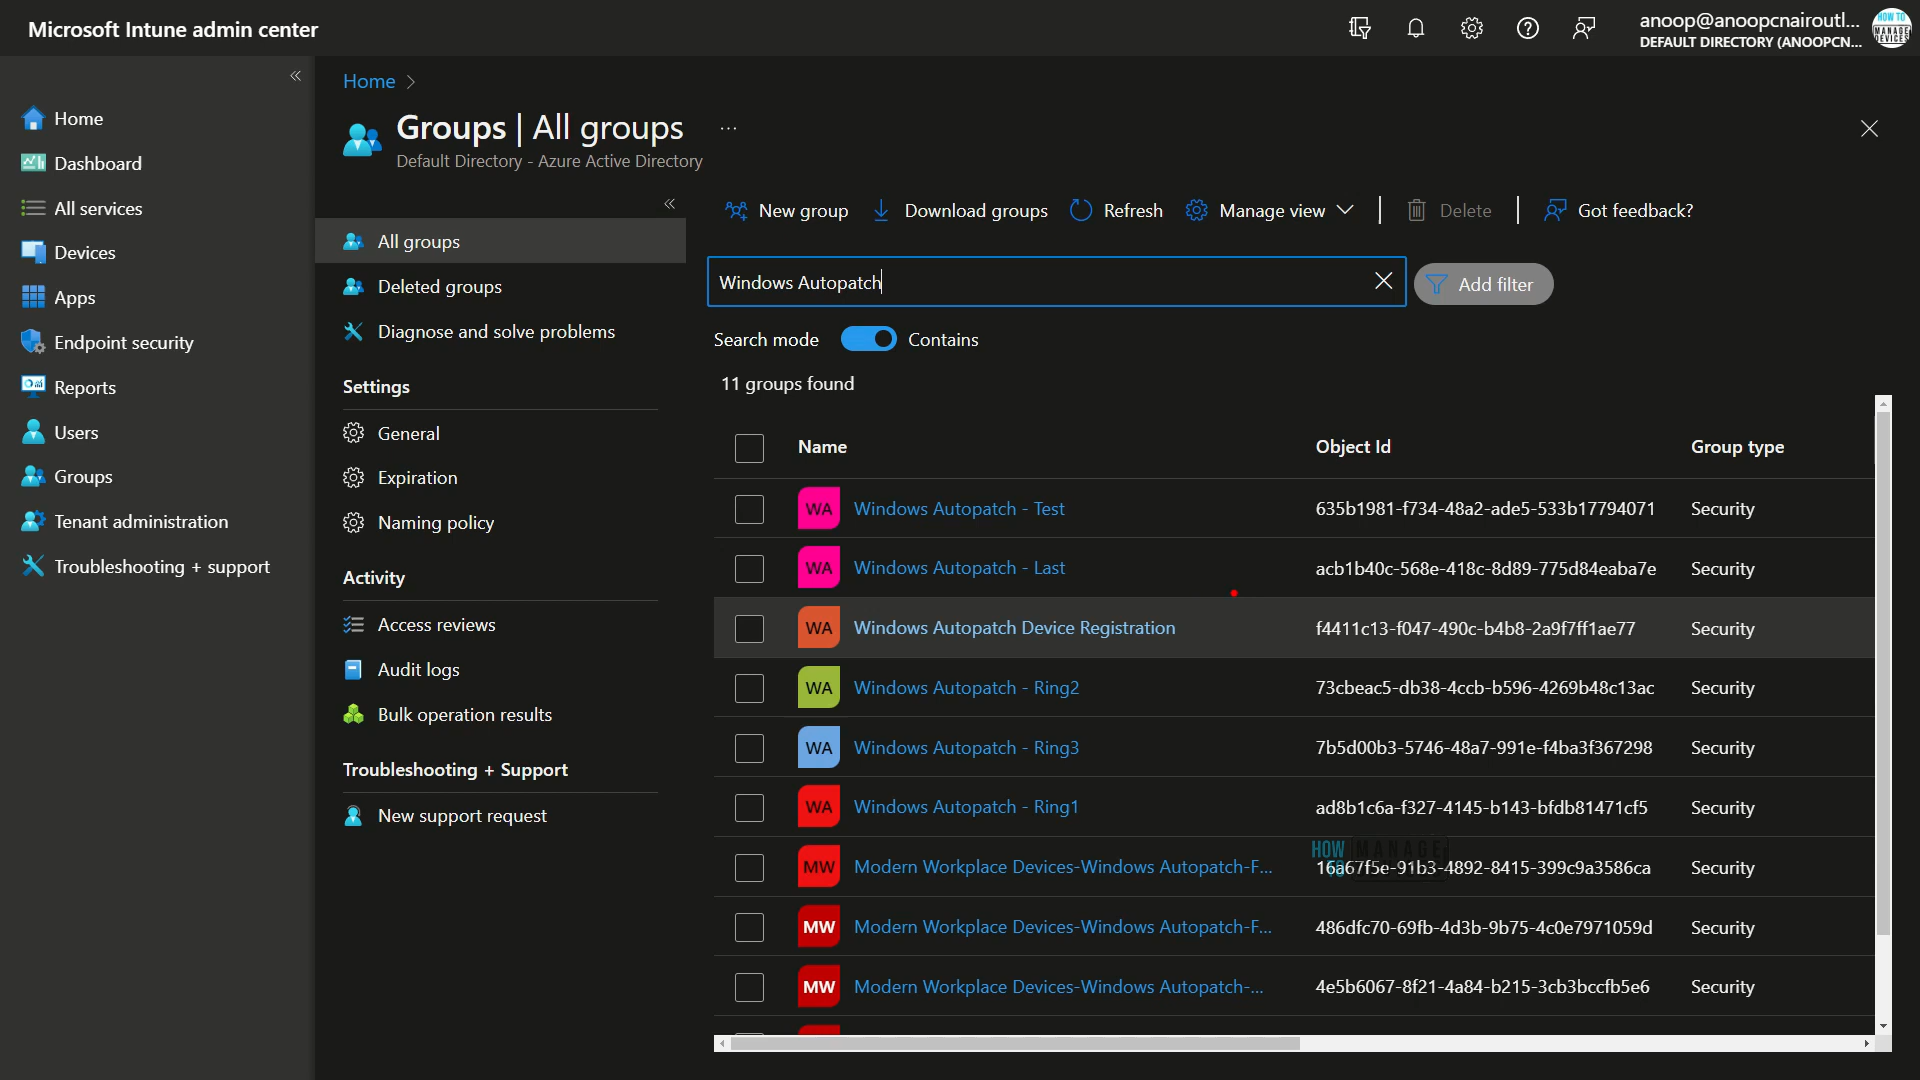 Microsoft Intune admin center
anoop@anoopcnairoutl...
DEFAULT DIRECTORY (ANOOPCN...
HOW TO
MANAGE
DEVICES
Home
Dashboard
All services
Devices
Apps
Endpoint security
Reports
Users
Groups
Tenant administration
Troubleshooting + support
Home
Groups | All groups
...
Default Directory - Azure Active Directory
All groups
Deleted groups
Diagnose and solve problems
Settings
General
Expiration
Naming policy
Activity
Access reviews
Audit logs
Bulk operation results
Troubleshooting + Support
New support request
New group
Download groups
Refresh
Manage view
Delete
Got feedback?
Windows Autopatch
Add filter
Search mode
Contains
11 groups found
Name Object Id Group type
WA Windows Autopatch - Test 635b1981-f734-48a2-ade5-533b17794071 Security
WA Windows Autopatch - Last acb1b40c-568e-418c-8d89-775d84eaba7e Security
WA Windows Autopatch Device Registration f4411c13-f047-490c-b4b8-2a9f7ff1ae77 Security
WA Windows Autopatch - Ring2 73cbeac5-db38-4ccb-b596-4269b48c13ac Security
WA Windows Autopatch - Ring3 7b5d00b3-5746-48a7-991e-f4ba3f367298 Security
WA Windows Autopatch - Ring1 ad8b1c6a-f327-4145-b143-bfdb81471cf5 Security
HOW MANAGE
TO
MW Modern Workplace Devices-Windows Autopatch-F... 16a67f5e-91b3-4892-8415-399c9a3586ca Security
MW Modern Workplace Devices-Windows Autopatch-F... 486dfc70-69fb-4d3b-9b75-4c0e7971059d Security
MW Modern Workplace Devices-Windows Autopatch-... 4e5b6067-8f21-4a84-b215-3cb3bccfb5e6 Security